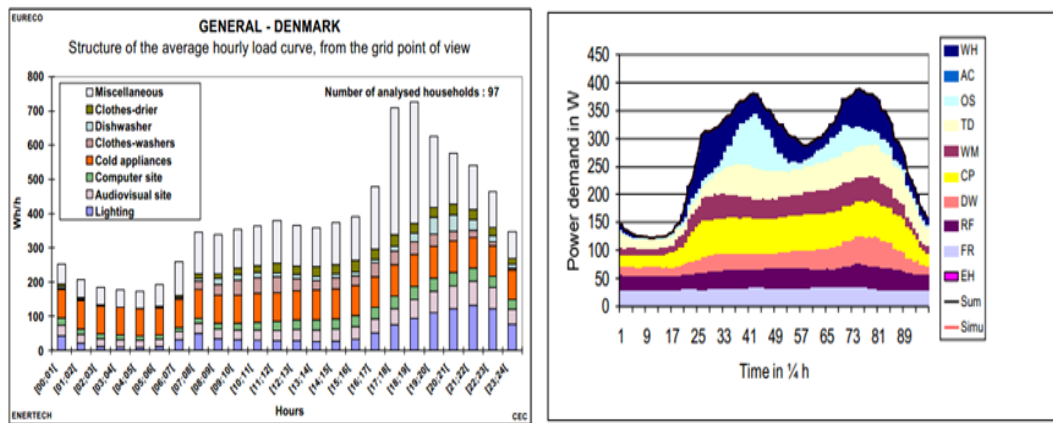 EURECO
GENERAL - DENMARK
Structure of the average hourly load curve, from the grid point of view
800
700
600
500
400
300
200
100
0
Wh/h
Miscellaneous
Clothes-drier
Dishwasher
Clothes-washers
Cold appliances
Computer site
Audiovisual site
Lighting
Number of analysed households : 97
[00;01[
[01;02[
[02;03[
[03;04[
[04;05[
[05;06[
[06;07[
[07;08[
[08;09[
[09;10[
[10;11[
[11;12[
[12;13[
[13;14[
[14;15[
[15;16[
[16;17[
[17;18[
[18;19[
[19;20[
[20;21[
[21;22[
[22;23[
[23;24[
Hours
ENERTECH
CEC
450
400
350
300
250
200
150
100
50
0
Power demand in W
1 9 17 25 33 41 49 57 65 73 81 89
Time in ¼ h
WH
AC
OS
TD
WM
CP
DW
RF
FR
EH
Sum
Simu